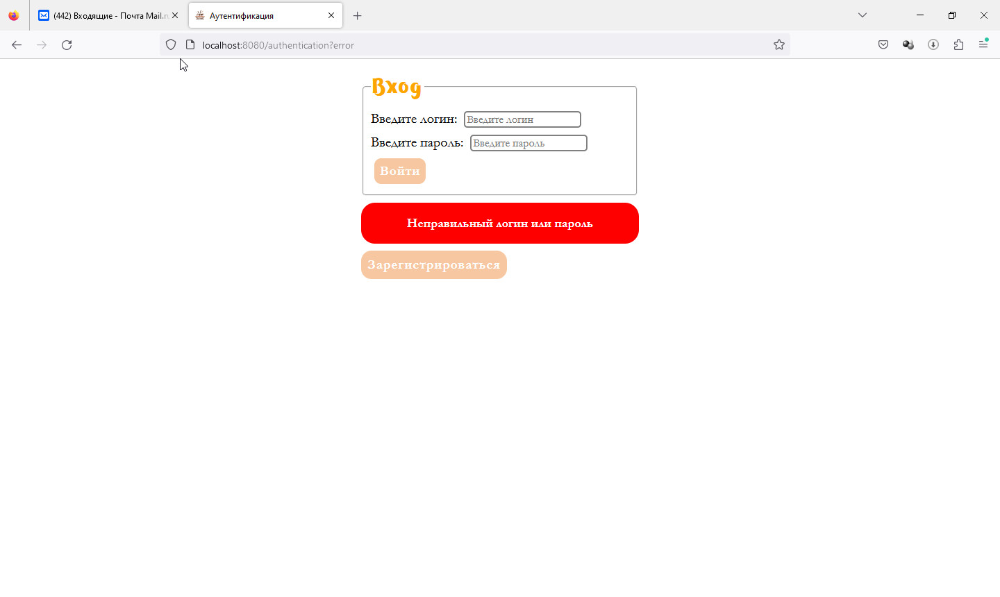 (442) Входящие - Почта Mail.ru
Аутентификация
localhost:8080/authentication?error
Вход
Введите логин: Введите логин
Введите пароль: Введите пароль
Войти
Неправильный логин или пароль
Зарегистрироваться